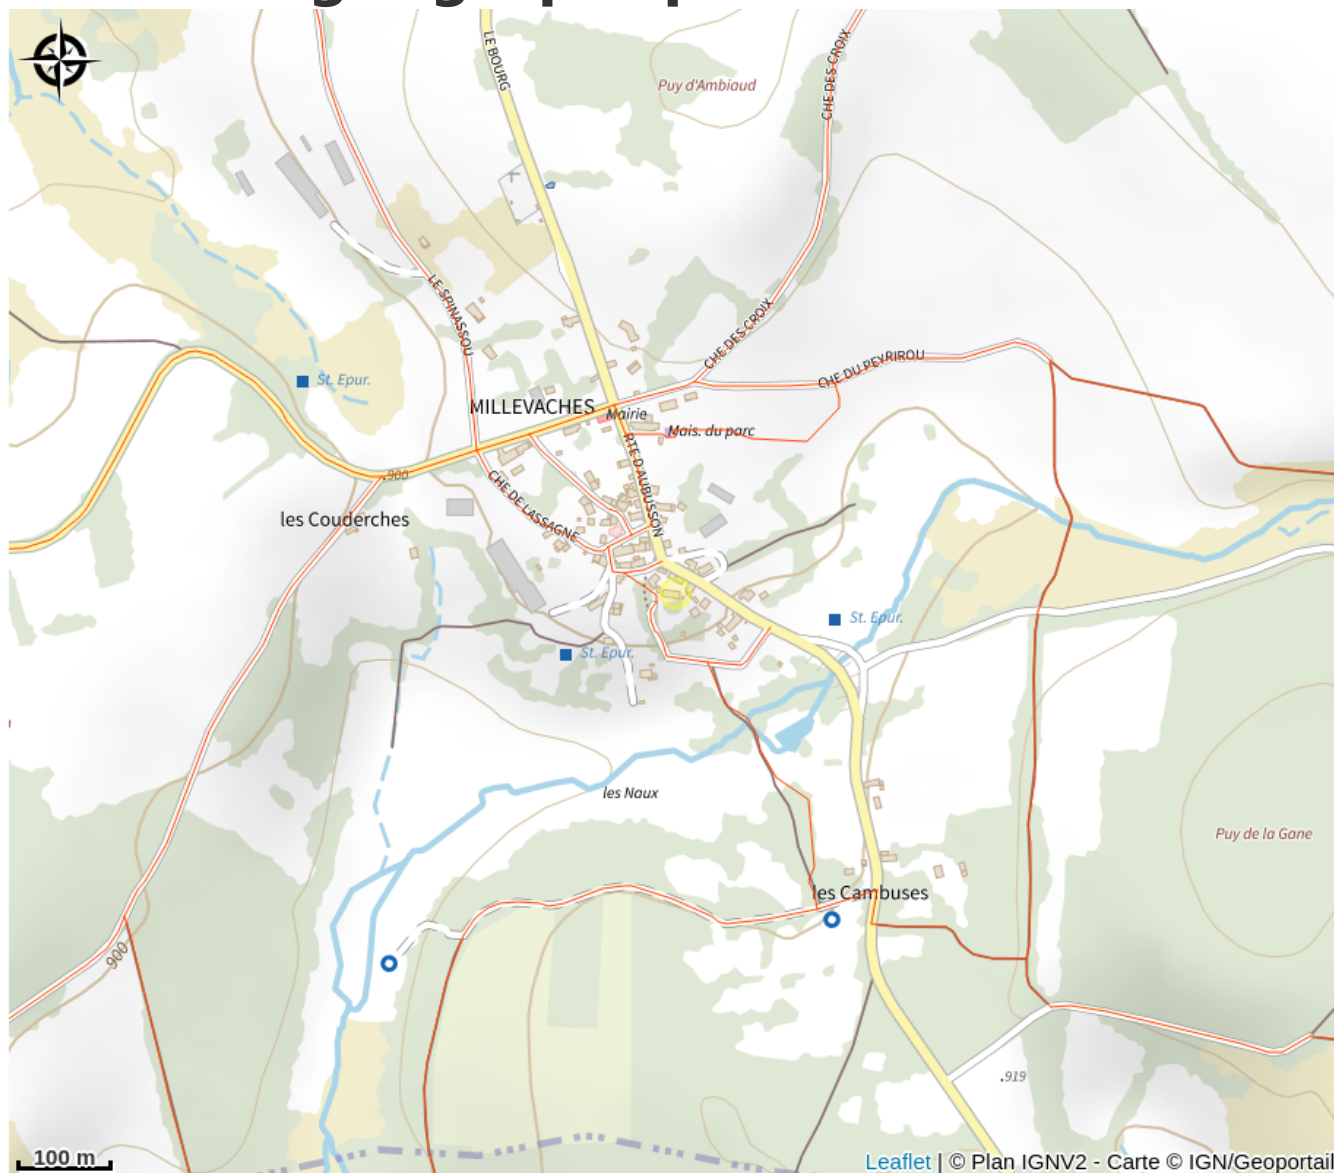 LE BOURG
Puy d'Ambiaud
CHE DES CROIX
LE SPINASSOU
CHE DES CROIX
CHE DU PEYRIROU
St. Epur.
MILLEVACHES
Mairie
Mais. du parc
RTE D'AUBUSSON
.900
CHE DE LASSAGNE
les Couderches
St. Epur.
St. Epur.
les Naux
Puy de la Gane
les Cambuses
900
.919
100 m
Leaflet | © Plan IGNV2 - Carte © IGN/Geoportail